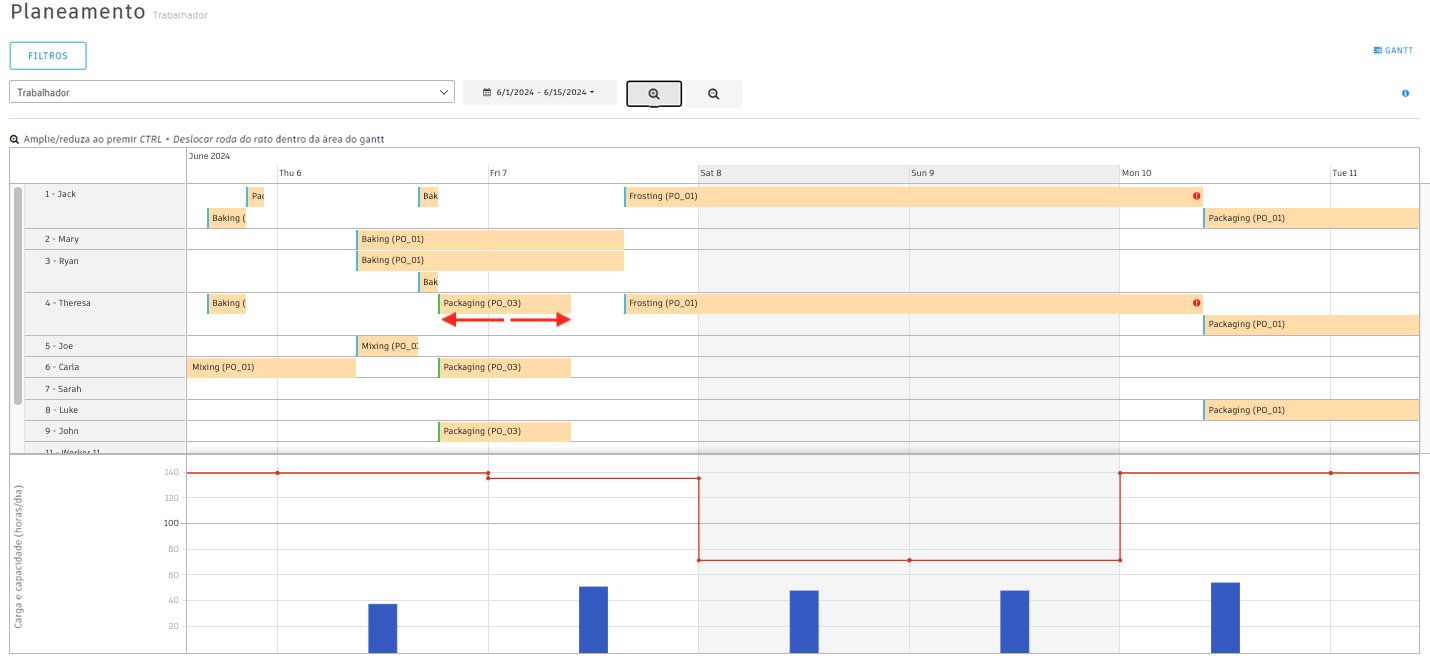 Planeamento Trabalhador
FILTROS
GANTT
Trabalhador
6/1/2024 - 6/15/2024
Amplie/reduza ao premir CTRL + Deslocar roda do rato dentro da área do gantt
June 2024
Thu 6 Fri 7 Sat 8 Sun 9 Mon 10 Tue 11
1 - Jack Pac Bak Frosting (PO_01)
Baking ( Packaging (PO_01)
2 - Mary Baking (PO_01)
3 - Ryan Baking (PO_01)
Bak
4 - Theresa Baking ( Packaging (PO_03) Frosting (PO_01)
Packaging (PO_01)
5 - Joe Mixing (PO_03
6 - Carla Mixing (PO_01) Packaging (PO_03)
7 - Sarah
8 - Luke Packaging (PO_01)
9 - John Packaging (PO_03)
11 - Worker 11
Carga e capacidade (horas/dia)
140
120
100
80
60
40
20